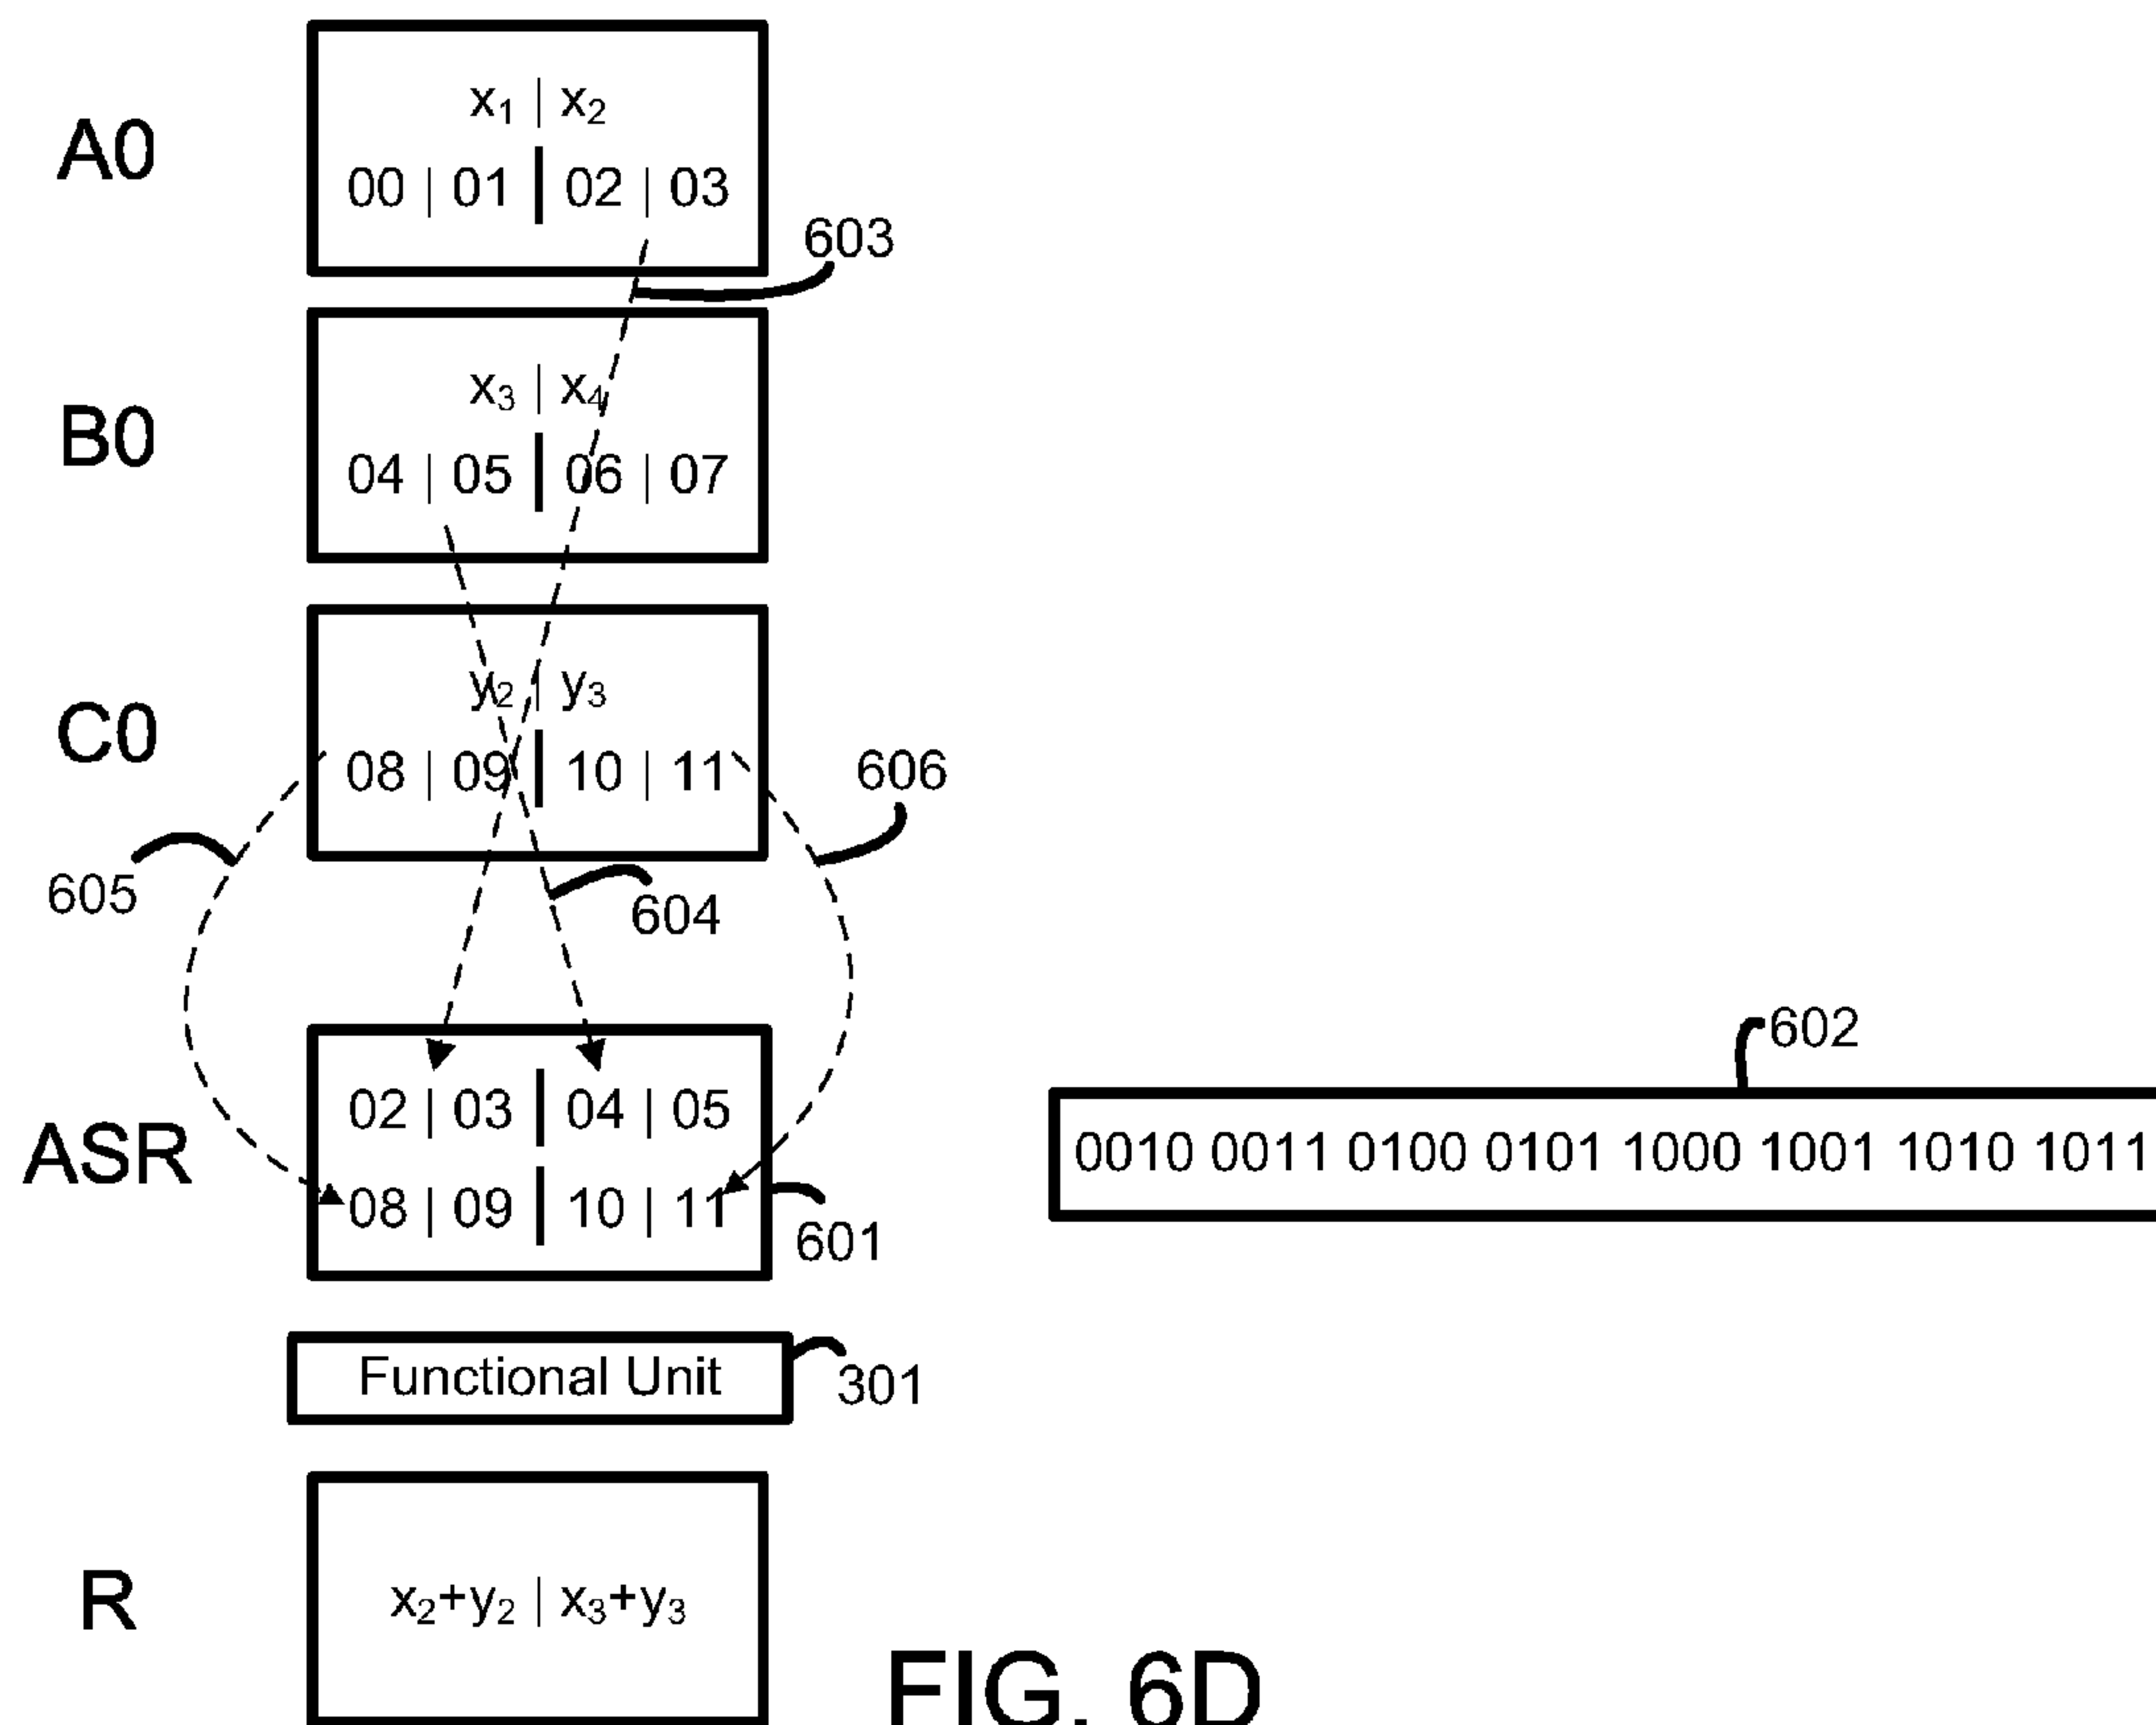 x₁ | x₂
A0
00 | 01 | 02 | 03
603
x₃ | x₄
B0
04 | 05 | 06 | 07
y₂ | y₃
C0
08 | 09 | 10 | 11
606
605
604
602
02 | 03 | 04 | 05
ASR
0010 0011 0100 0101 1000 1001 1010 1011
08 | 09 | 10 | 11
601
Functional Unit
301
R
x₂+y₂ | x₃+y₃
FIG. 6D